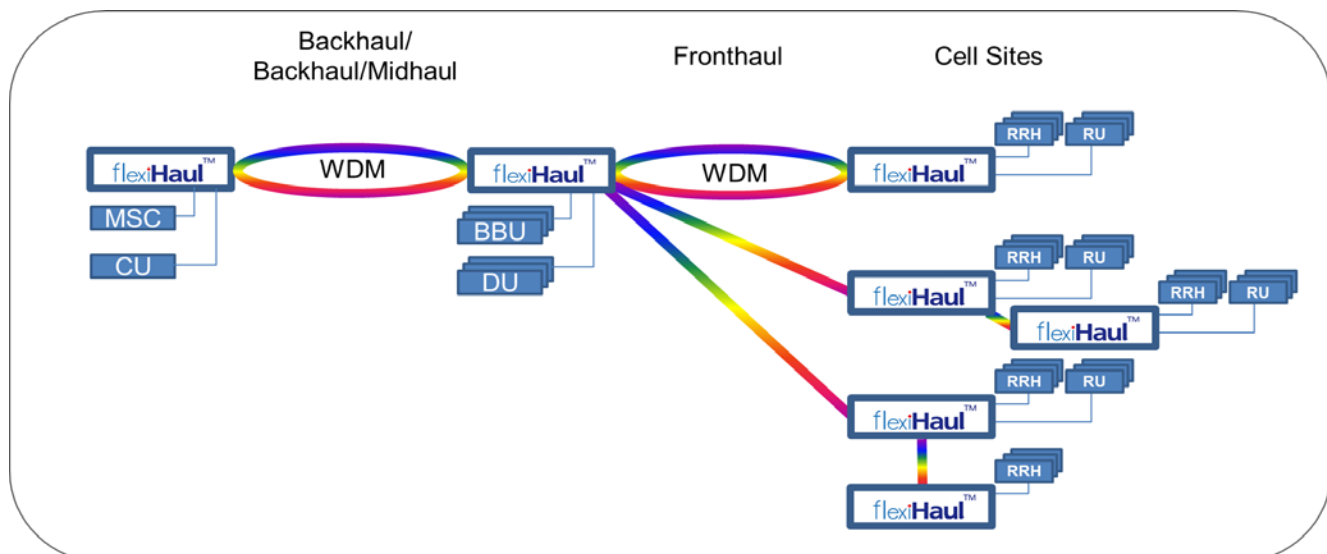 Backhaul/
Backhaul/Midhaul
Fronthaul
Cell Sites
RRH
RU
flexiHaul™
WDM
flexiHaul™
WDM
flexiHaul™
MSC
BBU
CU
DU
RRH
RU
flexiHaul™
RRH
RU
flexiHaul™
RRH
RU
flexiHaul™
RRH
flexiHaul™